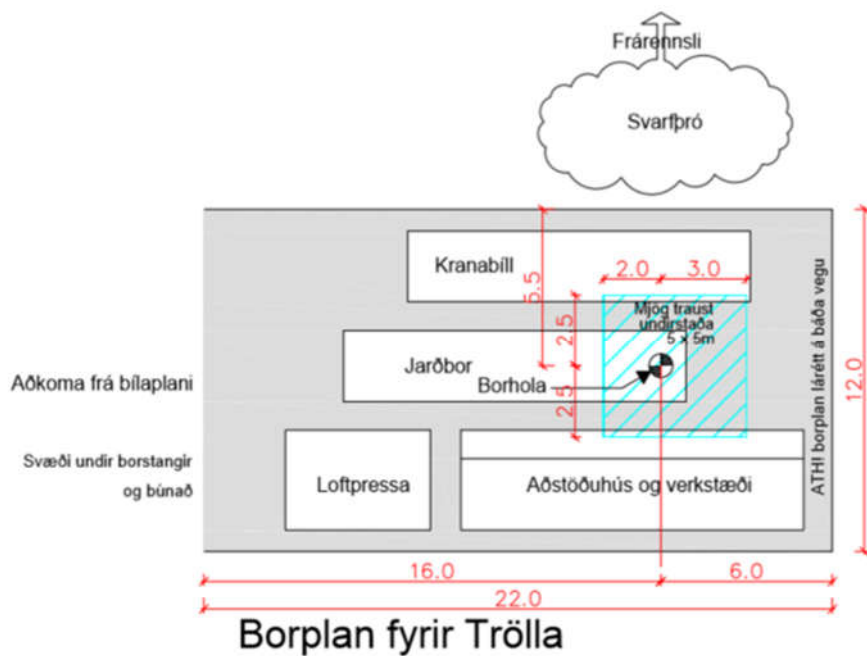 Frárennsli
Svarfþró
Kranabíll
2.0
3.0
5.5
2.5
Mjög traust
undirstaða
5 x 5m
Jarðbor
Borhola
2.5
Aðkoma frá bílaplani
Svæði undir borstangir
og búnað
Loftpressa
Aðstöðuhús og verkstæði
ATH! borplan lárétt á báða vegu
12.0
16.0
6.0
22.0
Borplan fyrir Trölla